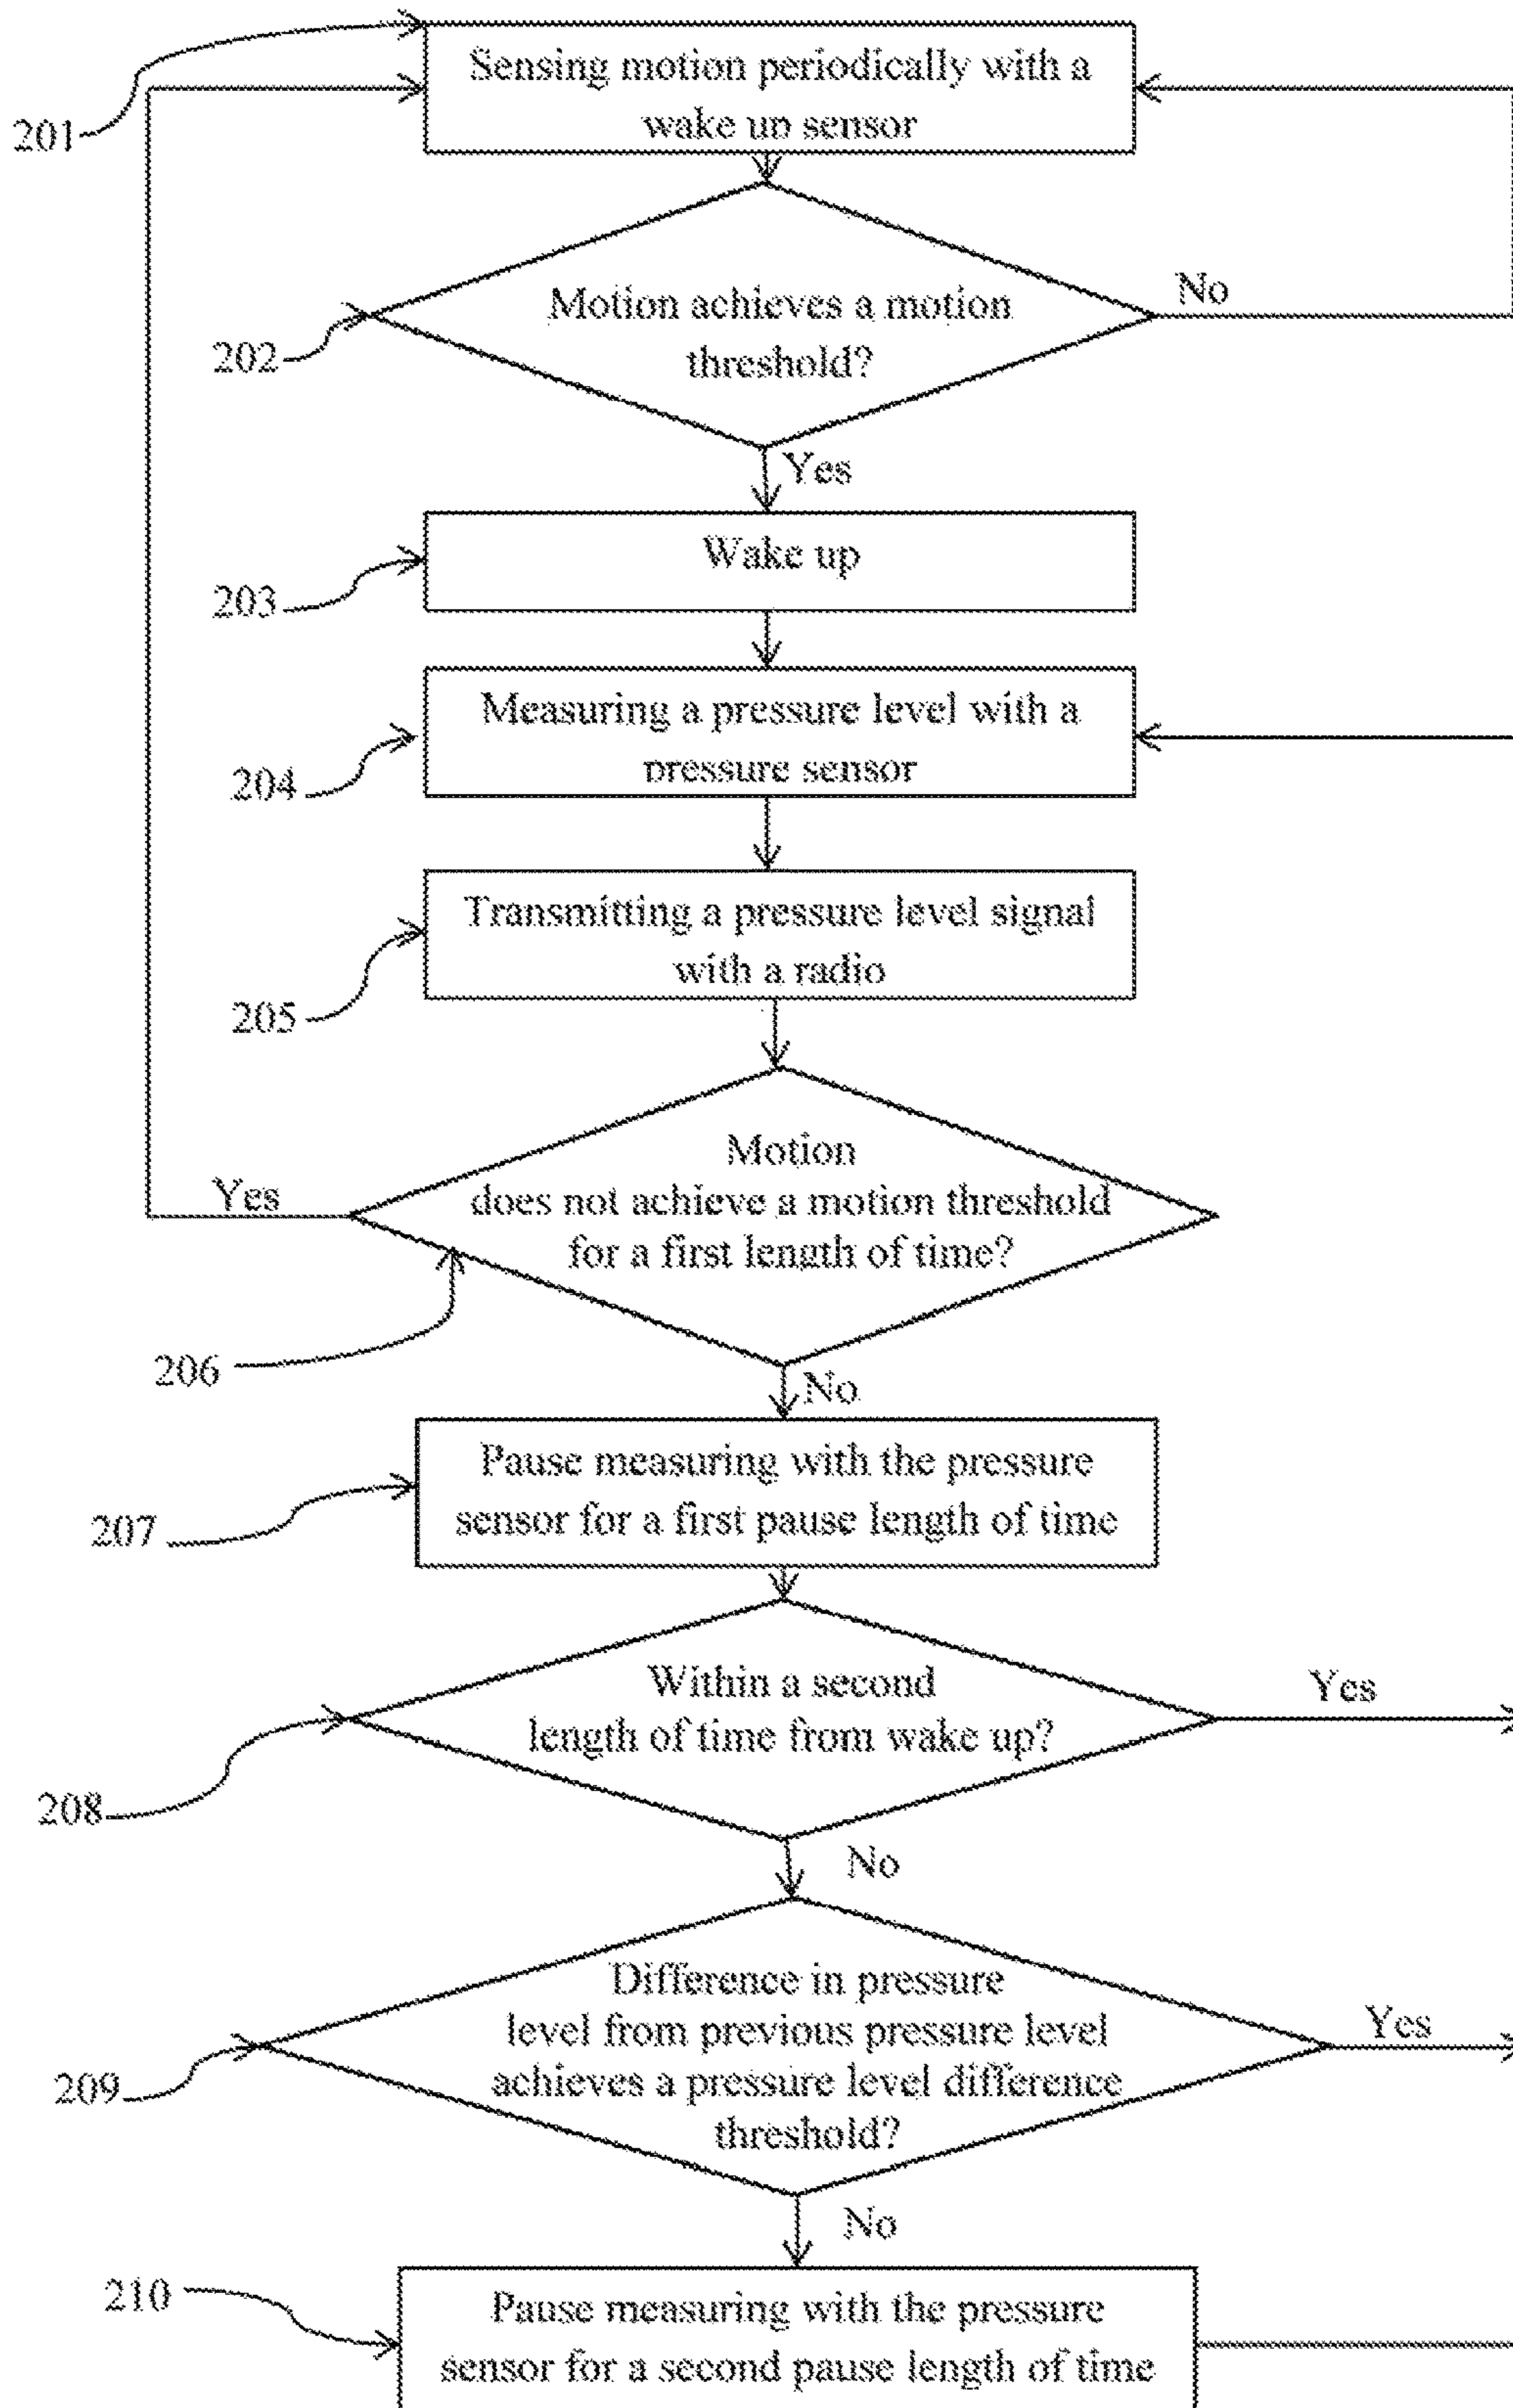 Sensing motion periodically with a
wake up sensor
201
No
Motion achieves a motion
threshold?
202
Yes
Wake up
203
Measuring a pressure level with a
pressure sensor
204
Transmitting a pressure level signal
with a radio
205
Motion
does not achieve a motion threshold
for a first length of time?
Yes
206
No
Pause measuring with the pressure
sensor for a first pause length of time
207
Within a second
length of time from wake up?
Yes
208
No
Difference in pressure
level from previous pressure level
achieves a pressure level difference
threshold?
Yes
209
No
210
Pause measuring with the pressure
sensor for a second pause length of time